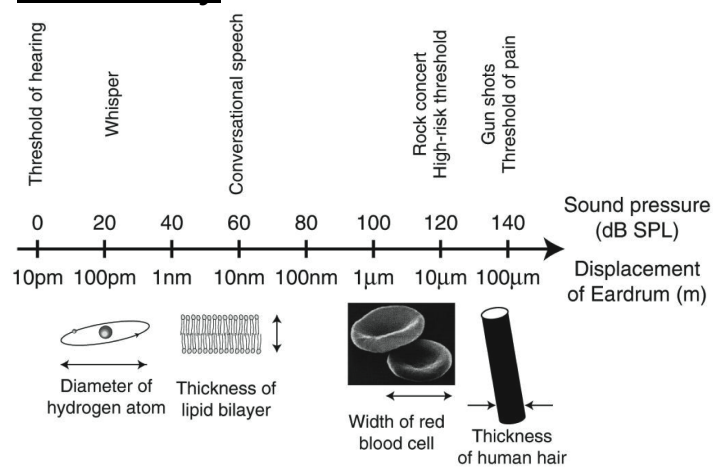 Threshold of hearing
Whisper
Conversational speech
Rock concert
High-risk threshold
Gun shots
Threshold of pain
0 20 40 60 80 100 120 140
Sound pressure
(dB SPL)
10pm 100pm 1nm 10nm 100nm 1μm 10μm 100μm
Displacement
of Eardrum (m)
Diameter of
hydrogen atom
Thickness of
lipid bilayer
Width of red
blood cell
Thickness
of human hair